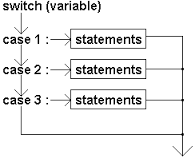 switch (variable)
case 1 : statements
case 2 : statements
case 3 : statements